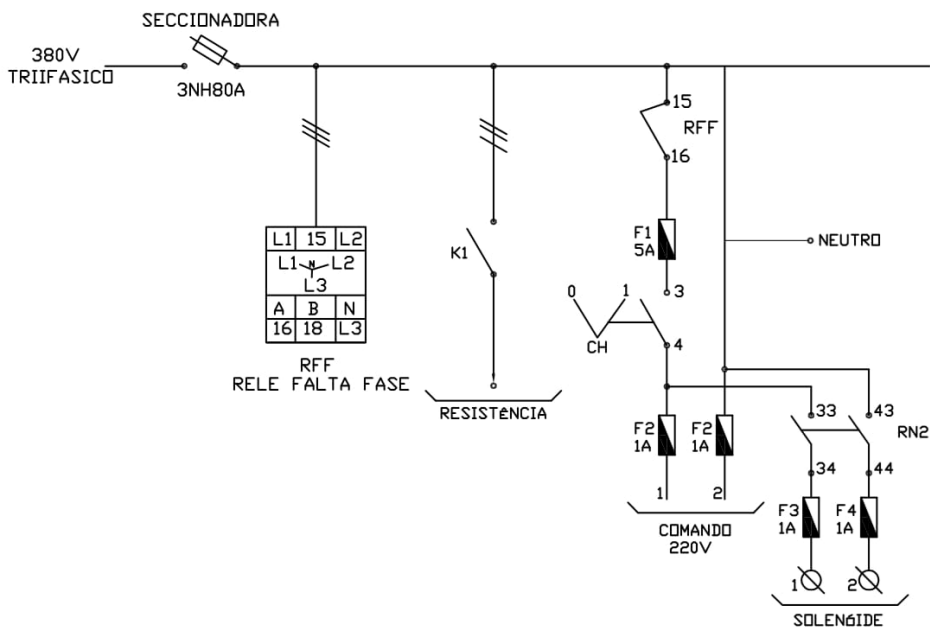 SECCIONADORA
380V
TRIIFASICO
3NH80A
15
RFF
16
F1
5A
NEUTRO
K1
L1 15 L2
L1 N L2
L3
A B N
16 18 L3
RFF
RELE FALTA FASE
0 1 3
CH
4
RESISTéNCIA
33 43
RN2
34 44
F2
1A
F2
1A
1 2
COMANDO
220V
F3
1A
F4
1A
1 2
SOLENóIDE